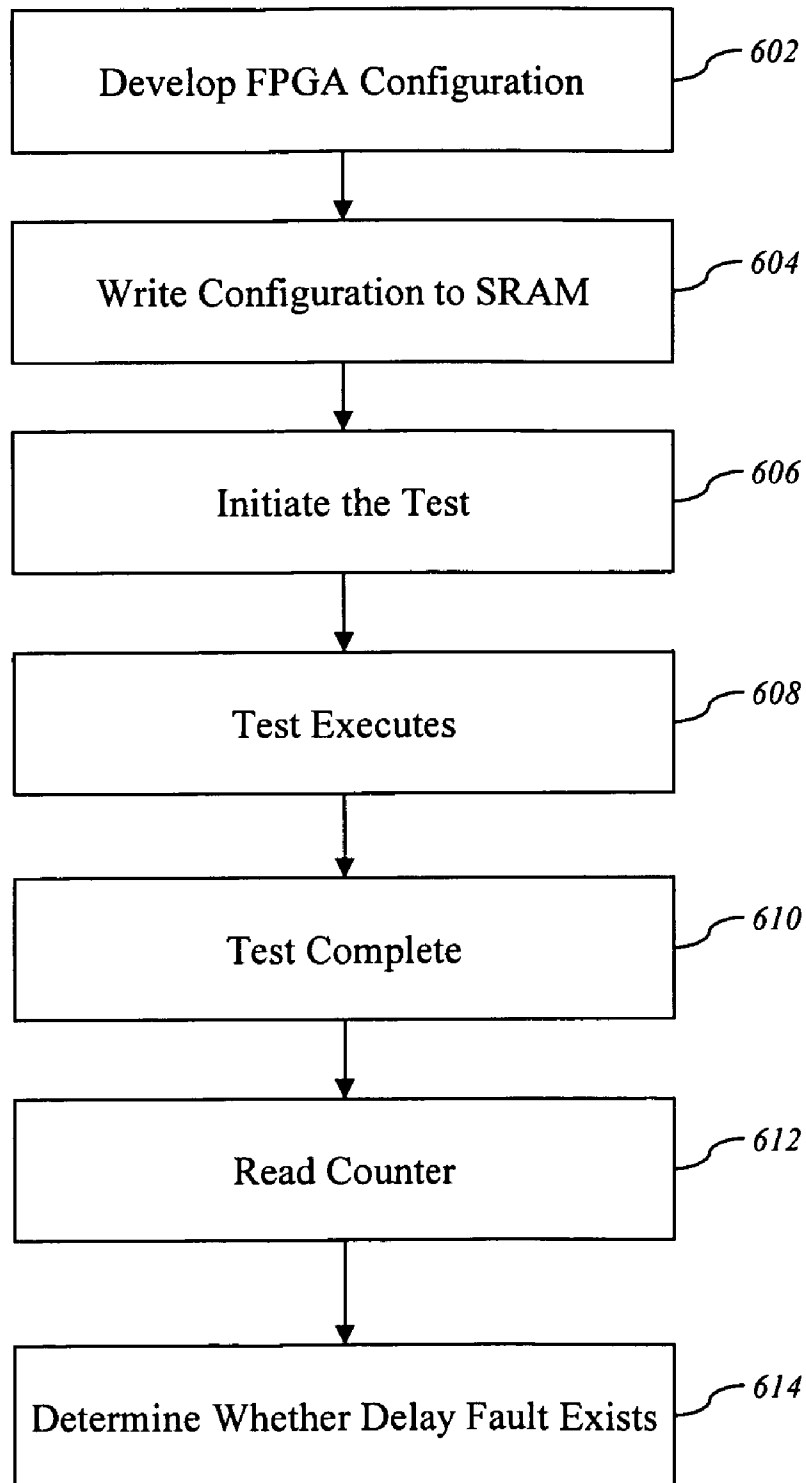 Develop FPGA Configuration
602
Write Configuration to SRAM
604
Initiate the Test
606
Test Executes
608
Test Complete
610
Read Counter
612
Determine Whether Delay Fault Exists
614